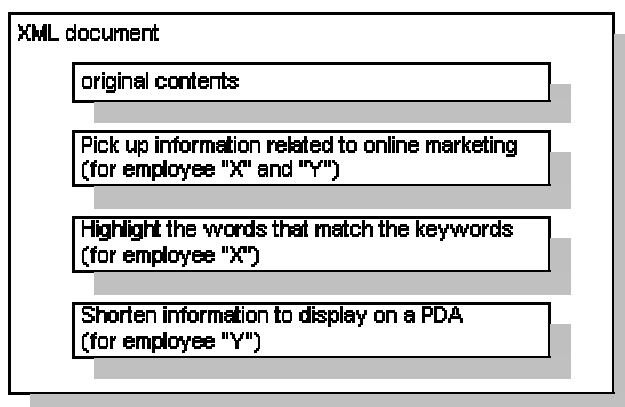 XML document
original contents
Pick up information related to online marketing
(for employee "X" and "Y")
Highlight the words that match the keywords
(for employee "X")
Shorten information to display on a PDA
(for employee "Y")